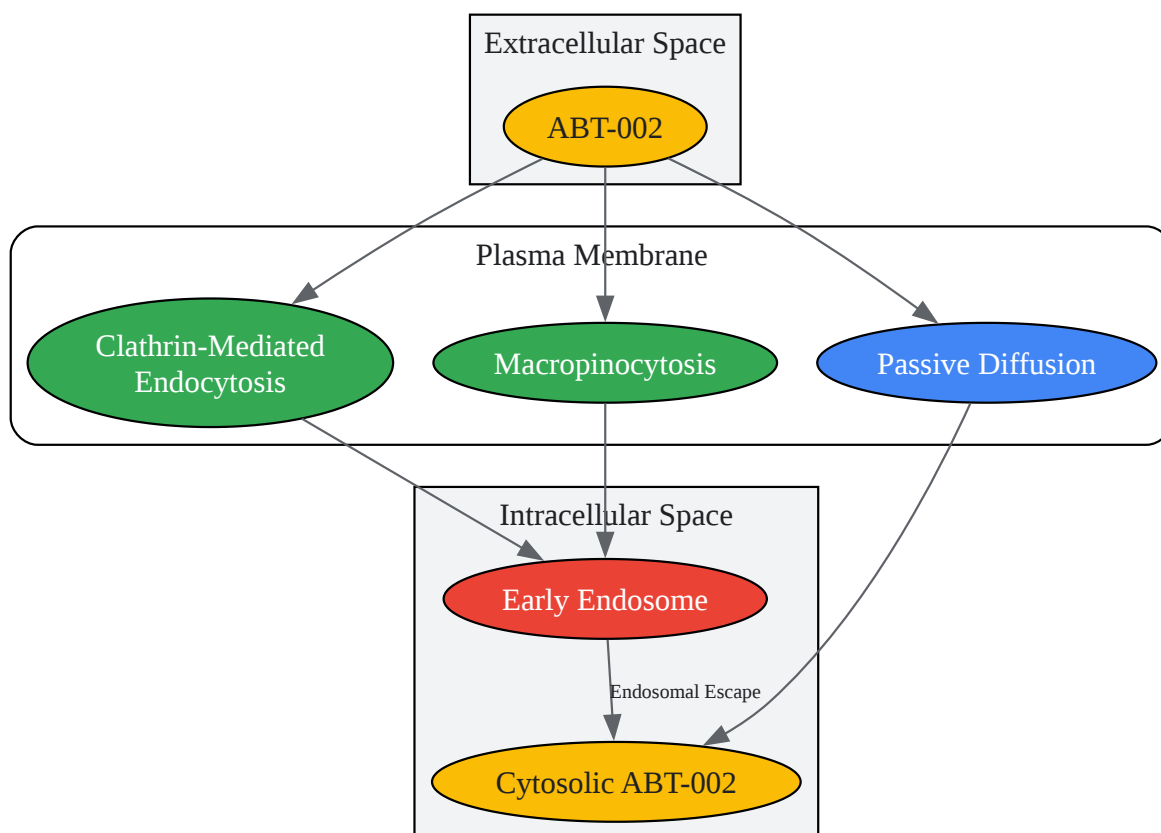 Extracellular Space
ABT-002
Plasma Membrane
Clathrin-Mediated
Endocytosis
Macropinocytosis
Passive Diffusion
Intracellular Space
Early Endosome
Endosomal Escape
Cytosolic ABT-002